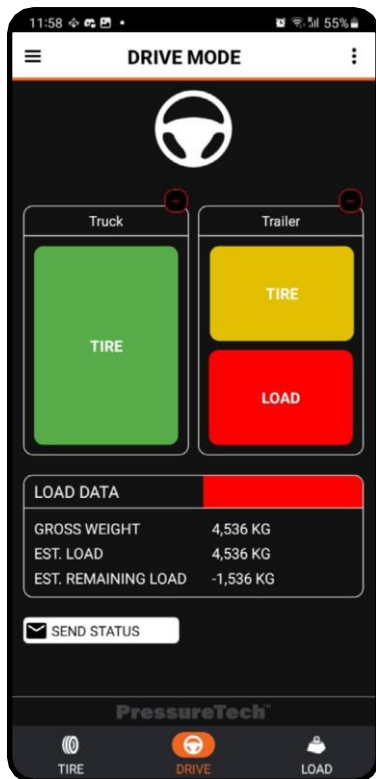 11:58 55%
DRIVE MODE
Truck Trailer
TIRE
TIRE
LOAD
LOAD DATA
GROSS WEIGHT 4,536 KG
EST. LOAD 4,536 KG
EST. REMAINING LOAD -1,536 KG
SEND STATUS
PressureTech™
TIRE DRIVE LOAD